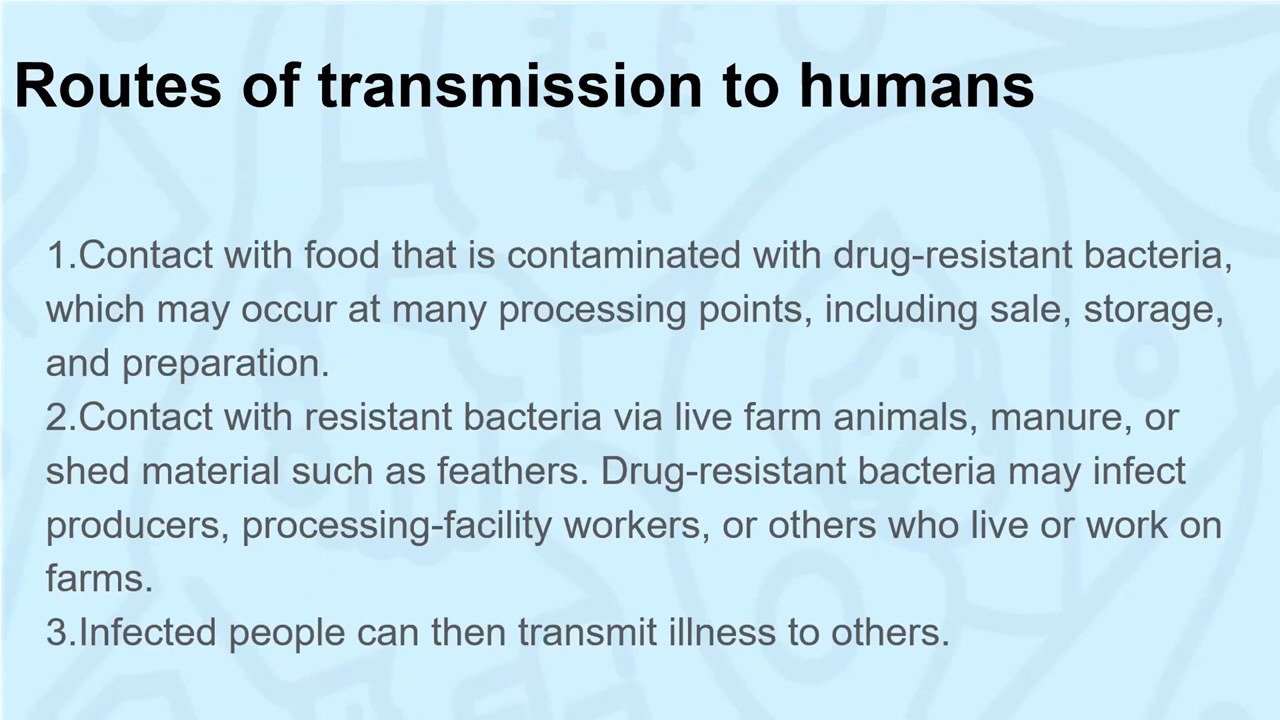 Routes of transmission to humans
1.Contact with food that is contaminated with drug-resistant bacteria,
which may occur at many processing points, including sale, storage,
and preparation.
2.Contact with resistant bacteria via live farm animals, manure, or
shed material such as feathers. Drug-resistant bacteria may infect
producers, processing-facility workers, or others who live or work on
farms.
3.Infected people can then transmit illness to others.